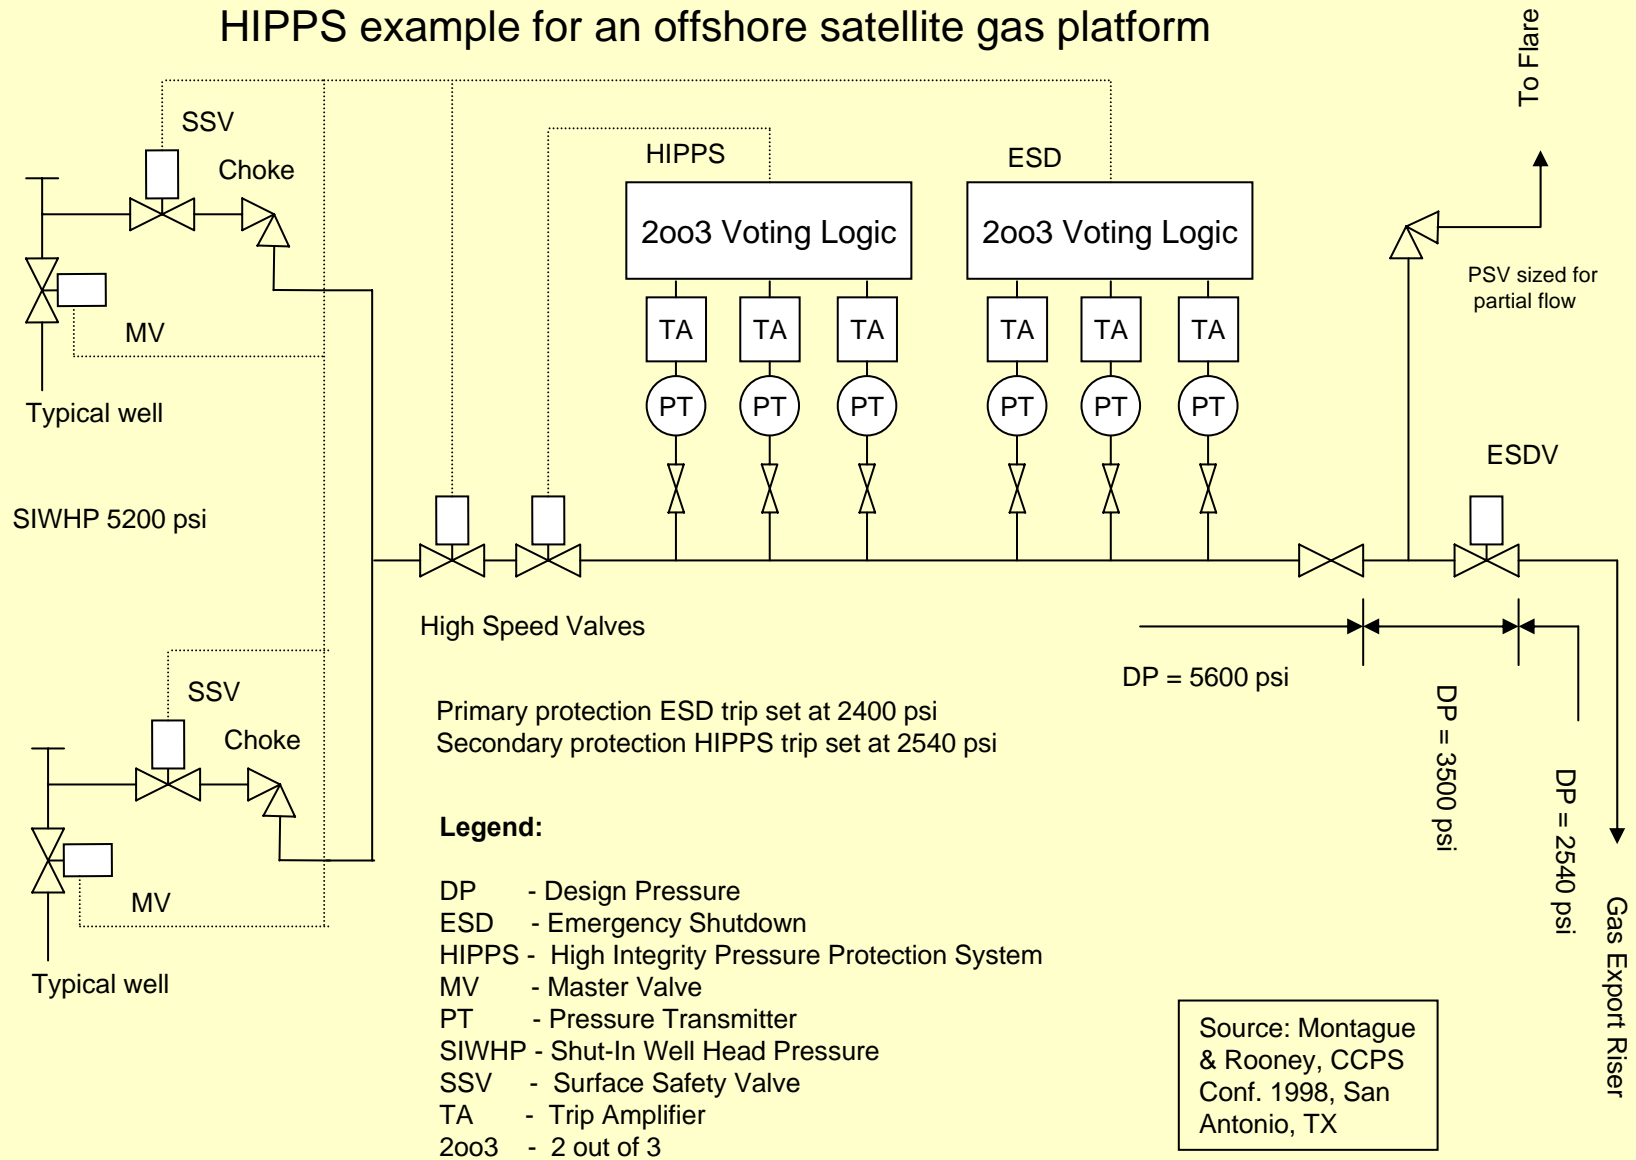 HIPPS example for an offshore satellite gas platform
To Flare
SSV
Choke
HIPPS
ESD
2oo3 Voting Logic
2oo3 Voting Logic
PSV sized for
partial flow
MV
TA
TA
TA
TA
TA
TA
PT
PT
PT
PT
PT
PT
Typical well
ESDV
SIWHP 5200 psi
High Speed Valves
DP = 5600 psi
DP = 3500 psi
DP = 2540 psi
Gas Export Riser
SSV
Choke
Primary protection ESD trip set at 2400 psi
Secondary protection HIPPS trip set at 2540 psi
MV
Typical well
Legend:
DP - Design Pressure
ESD - Emergency Shutdown
HIPPS - High Integrity Pressure Protection System
MV - Master Valve
PT - Pressure Transmitter
SIWHP - Shut-In Well Head Pressure
SSV - Surface Safety Valve
TA - Trip Amplifier
2oo3 - 2 out of 3
Source: Montague
& Rooney, CCPS
Conf. 1998, San
Antonio, TX